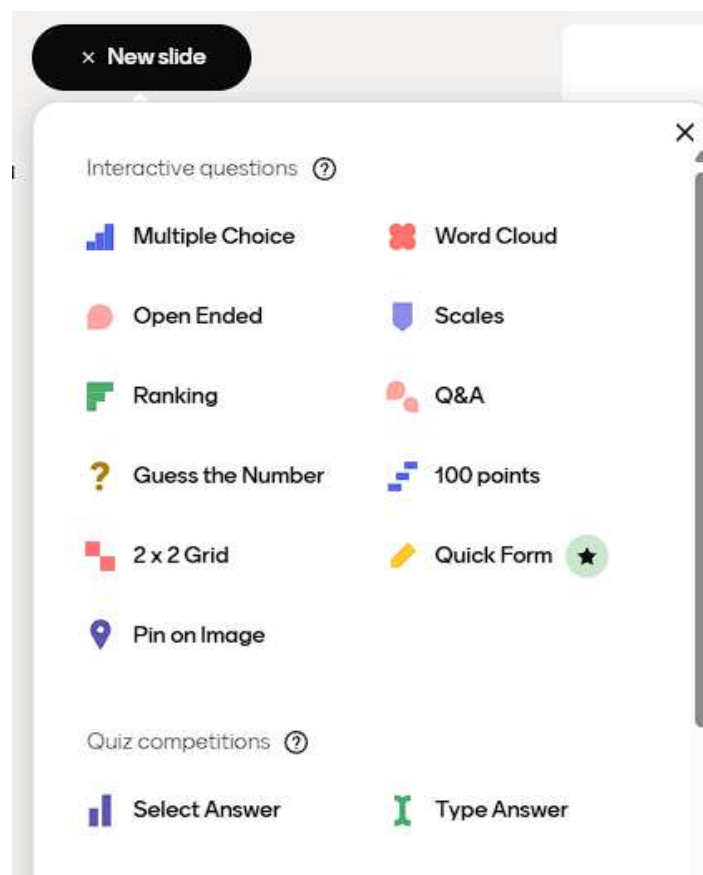 × New slide
Interactive questions ?
Multiple Choice
Word Cloud
Open Ended
Scales
Ranking
Q&A
? Guess the Number
100 points
2 x 2 Grid
Quick Form
Pin on Image
Quiz competitions ?
Select Answer
Type Answer